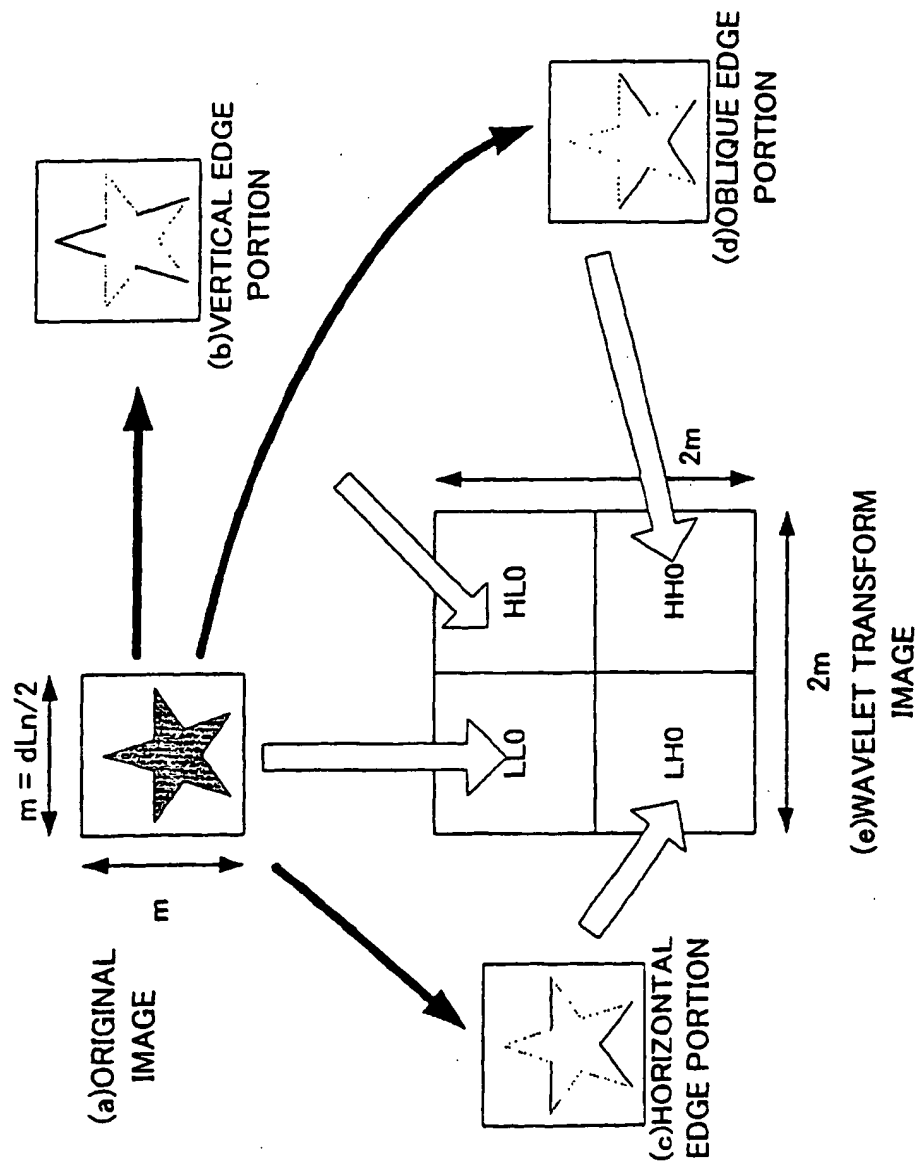 (a)ORIGINAL
IMAGE
m = dLn/2
m
(b)VERTICAL EDGE
PORTION
(c)HORIZONTAL
EDGE PORTION
LL0
HL0
LH0
HH0
2m
2m
(d)OBLIQUE EDGE
PORTION
(e)WAVELET TRANSFORM
IMAGE